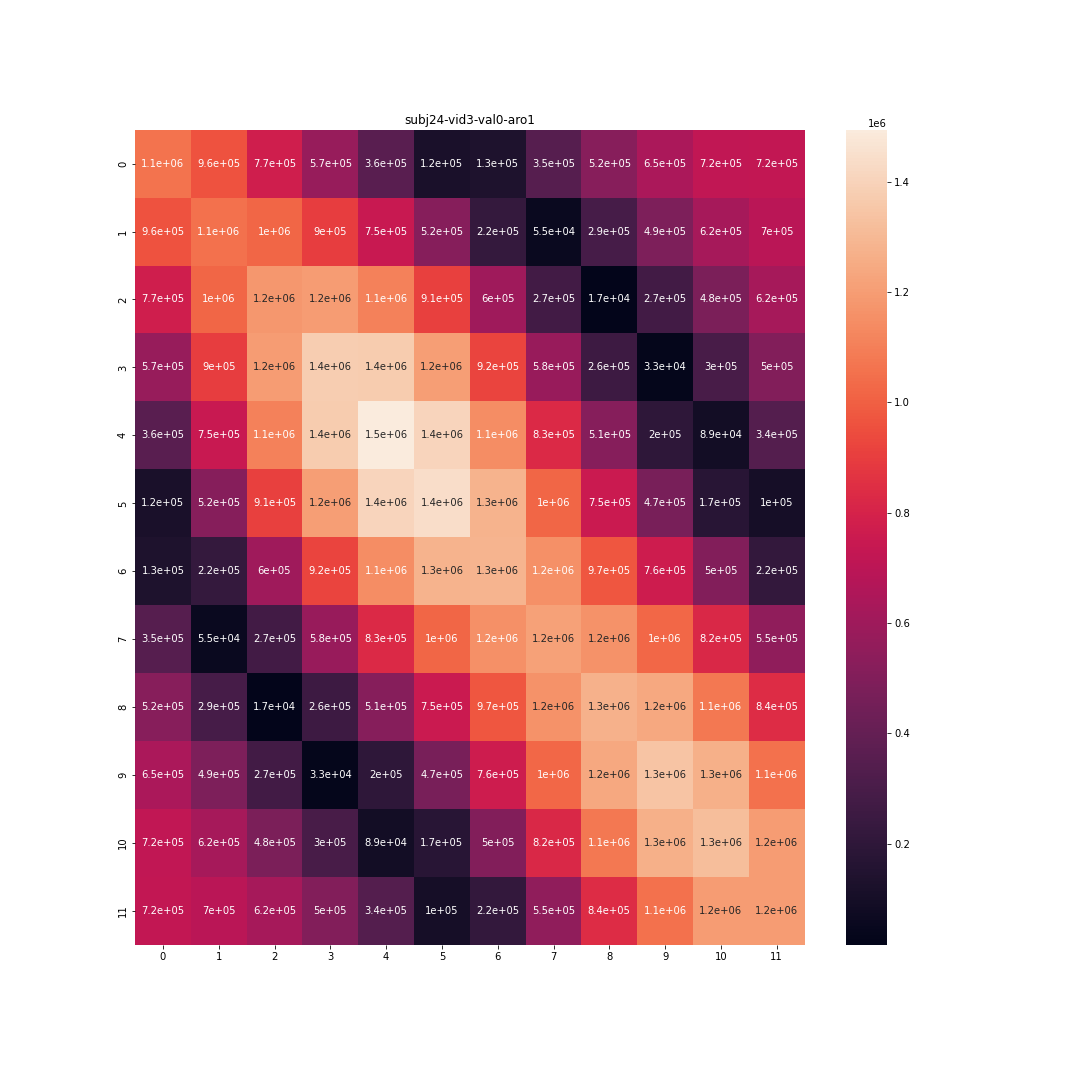 subj24-vid3-val0-aro1
1e6
0 1.1e+06 9.6e+05 7.7e+05 5.7e+05 3.6e+05 1.2e+05 1.3e+05 3.5e+05 5.2e+05 6.5e+05 7.2e+05 7.2e+05
1.4
1 9.6e+05 1.1e+06 1e+06 9e+05 7.5e+05 5.2e+05 2.2e+05 5.5e+04 2.9e+05 4.9e+05 6.2e+05 7e+05
2 7.7e+05 1e+06 1.2e+06 1.2e+06 1.1e+06 9.1e+05 6e+05 2.7e+05 1.7e+04 2.7e+05 4.8e+05 6.2e+05
1.2
3 5.7e+05 9e+05 1.2e+06 1.4e+06 1.4e+06 1.2e+06 9.2e+05 5.8e+05 2.6e+05 3.3e+04 3e+05 5e+05
1.0
4 3.6e+05 7.5e+05 1.1e+06 1.4e+06 1.5e+06 1.4e+06 1.1e+06 8.3e+05 5.1e+05 2e+05 8.9e+04 3.4e+05
5 1.2e+05 5.2e+05 9.1e+05 1.2e+06 1.4e+06 1.4e+06 1.3e+06 1e+06 7.5e+05 4.7e+05 1.7e+05 1e+05
0.8
6 1.3e+05 2.2e+05 6e+05 9.2e+05 1.1e+06 1.3e+06 1.3e+06 1.2e+06 9.7e+05 7.6e+05 5e+05 2.2e+05
0.6
7 3.5e+05 5.5e+04 2.7e+05 5.8e+05 8.3e+05 1e+06 1.2e+06 1.2e+06 1.2e+06 1e+06 8.2e+05 5.5e+05
8 5.2e+05 2.9e+05 1.7e+04 2.6e+05 5.1e+05 7.5e+05 9.7e+05 1.2e+06 1.3e+06 1.2e+06 1.1e+06 8.4e+05
0.4
9 6.5e+05 4.9e+05 2.7e+05 3.3e+04 2e+05 4.7e+05 7.6e+05 1e+06 1.2e+06 1.3e+06 1.3e+06 1.1e+06
10 7.2e+05 6.2e+05 4.8e+05 3e+05 8.9e+04 1.7e+05 5e+05 8.2e+05 1.1e+06 1.3e+06 1.3e+06 1.2e+06
0.2
11 7.2e+05 7e+05 6.2e+05 5e+05 3.4e+05 1e+05 2.2e+05 5.5e+05 8.4e+05 1.1e+06 1.2e+06 1.2e+06
0 1 2 3 4 5 6 7 8 9 10 11